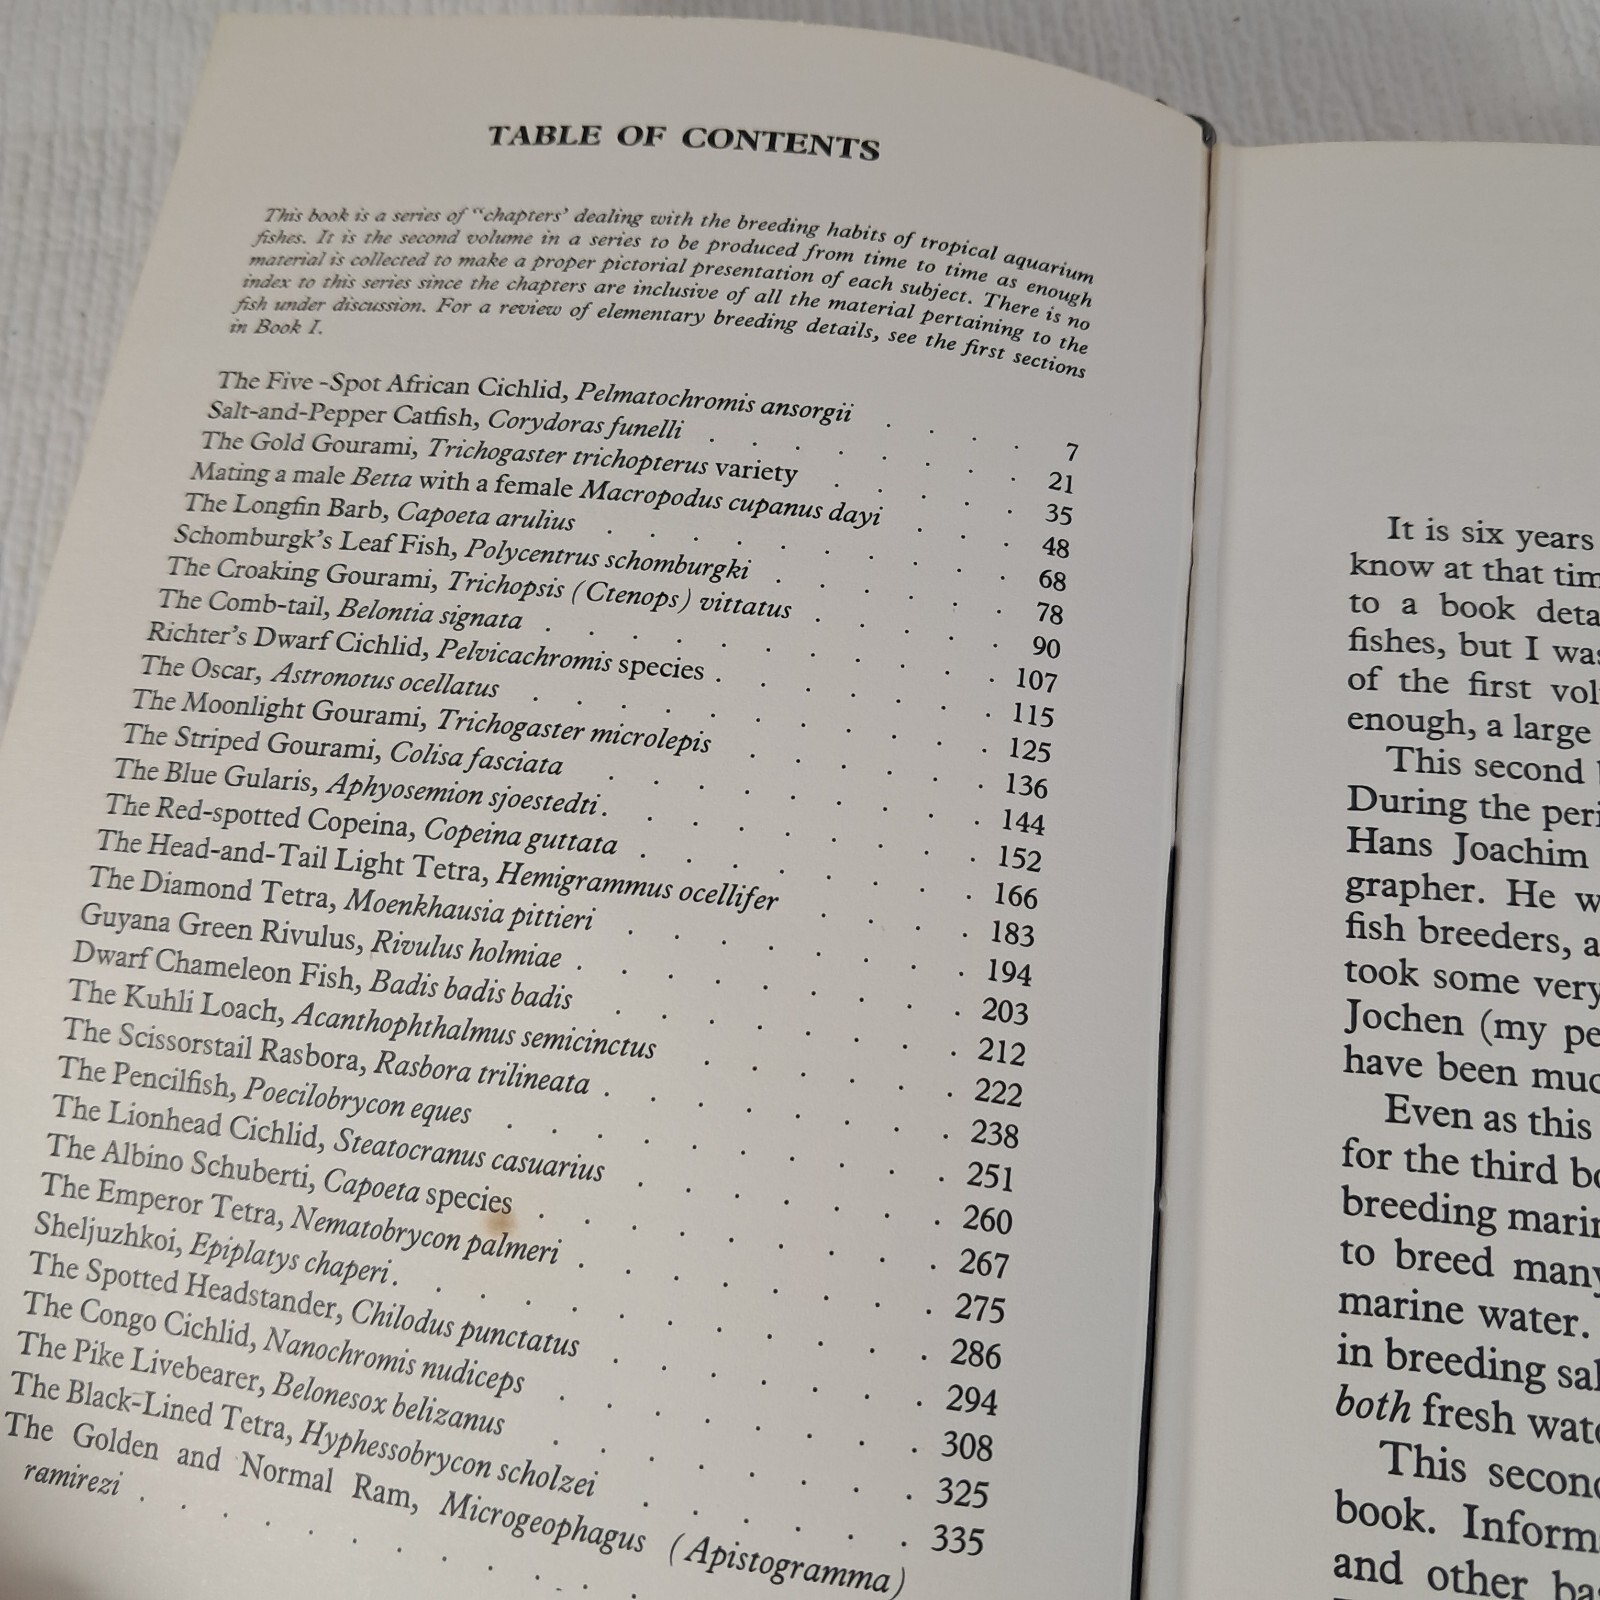 TABLE OF CONTENTS
This book is a series of "chapters' dealing with the breeding habits of tropical aquarium
fishes. It is the second volume in a series to be produced from time to time as enough
material is collected to make a proper pictorial presentation of each subject. There is no
index to this series since the chapters are inclusive of all the material pertaining to the
fish under discussion. For a review of elementary breeding details, see the first sections
in Book I.
The Five -Spot African Cichlid, Pelmatochromis ansorgii . . . 7
Salt-and-Pepper Catfish, Corydoras funelli . . . . . . . 21
The Gold Gourami, Trichogaster trichopterus variety . . . . . 35
Mating a male Betta with a female Macropodus cupanus dayi . . . 48
The Longfin Barb, Capoeta arulius . . . . . . . . . 68
Schomburgk's Leaf Fish, Polycentrus schomburgki . . . . . . 78
The Croaking Gourami, Trichopsis (Ctenops) vittatus . . . . . 90
The Comb-tail, Belontia signata . . . . . . . . . . 107
Richter's Dwarf Cichlid, Pelvicachromis species . . . . . . . 115
The Oscar, Astronotus ocellatus . . . . . . . . . . 125
The Moonlight Gourami, Trichogaster microlepis . . . . . . 136
The Striped Gourami, Colisa fasciata . . . . . . . . . 144
The Blue Gularis, Aphyosemion sjoestedti . . . . . . . . 152
The Red-spotted Copeina, Copeina guttata . . . . . . . . 166
The Head-and-Tail Light Tetra, Hemigrammus ocellifer . . . . 183
The Diamond Tetra, Moenkhausia pittieri . . . . . . . . 194
Guyana Green Rivulus, Rivulus holmiae . . . . . . . . . 203
Dwarf Chameleon Fish, Badis badis badis . . . . . . . . 212
The Kuhli Loach, Acanthophthalmus semicinctus . . . . . . 222
The Scissorstail Rasbora, Rasbora trilineata . . . . . . . . 238
The Pencilfish, Poecilobrycon eques . . . . . . . . . . 251
The Lionhead Cichlid, Steatocranus casuarius . . . . . . . 260
The Albino Schuberti, Capoeta species . . . . . . . . . 267
The Emperor Tetra, Nematobrycon palmeri . . . . . . . . 275
Sheljuzhkoi, Epiplatys chaperi . . . . . . . . . . . 286
The Spotted Headstander, Chilodus punctatus . . . . . . . 294
The Congo Cichlid, Nanochromis nudiceps . . . . . . . . 308
The Pike Livebearer, Belonesox belizanus . . . . . . . . 325
The Black-Lined Tetra, Hyphessobrycon scholzei . . . . . . 335
The Golden and Normal Ram, Microgeophagus (Apistogramma)
ramirezi . . . . . . . . . . .
It is six years
know at that tim
to a book deta
fishes, but I was
of the first vol
enough, a large
This second
During the peri
Hans Joachim
grapher. He w
fish breeders, a
took some very
Jochen (my pe
have been muc
Even as this
for the third bo
breeding marin
to breed many
marine water.
in breeding sal
both fresh wate
This second
book. Inform
and other ba